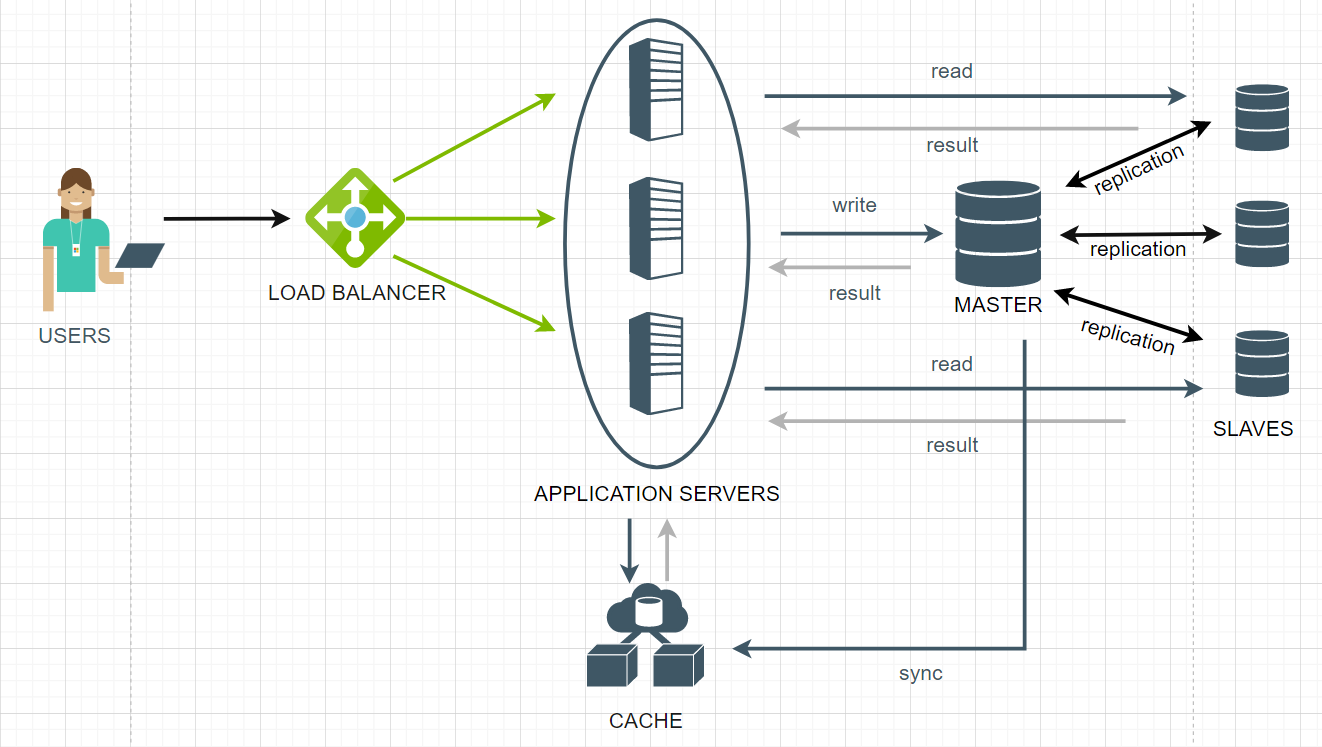 read
result
replication
write
replication
LOAD BALANCER
result
MASTER
USERS
replication
read
SLAVES
result
APPLICATION SERVERS
sync
CACHE